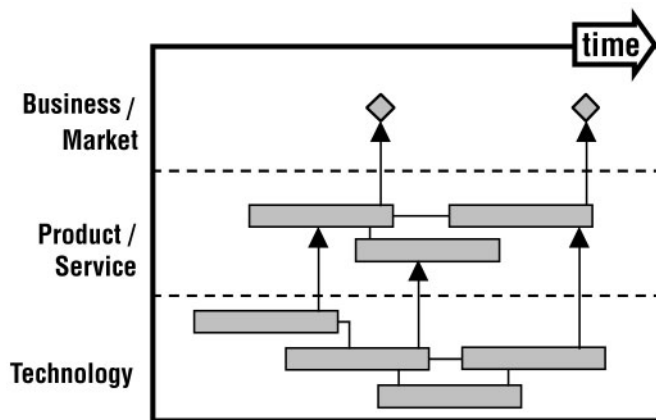 time
Business /
Market
Product /
Service
Technology